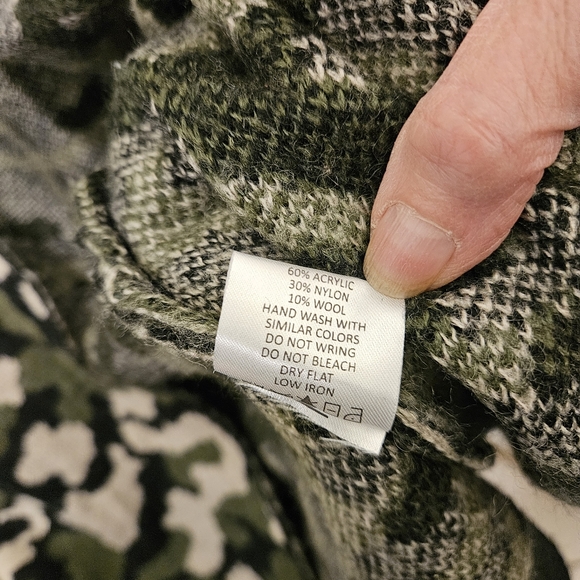 60% ACRYLIC
30% NYLON
10% WOOL
HAND WASH WITH
SIMILAR COLORS
DO NOT WRING
DO NOT BLEACH
DRY FLAT
LOW IRON